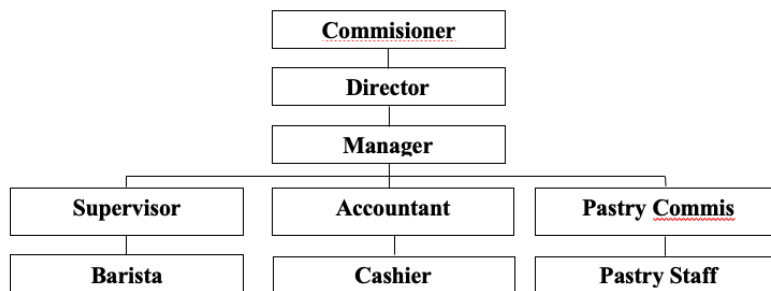 Commisioner
Director
Manager
Supervisor Accountant Pastry Commis
Barista Cashier Pastry Staff